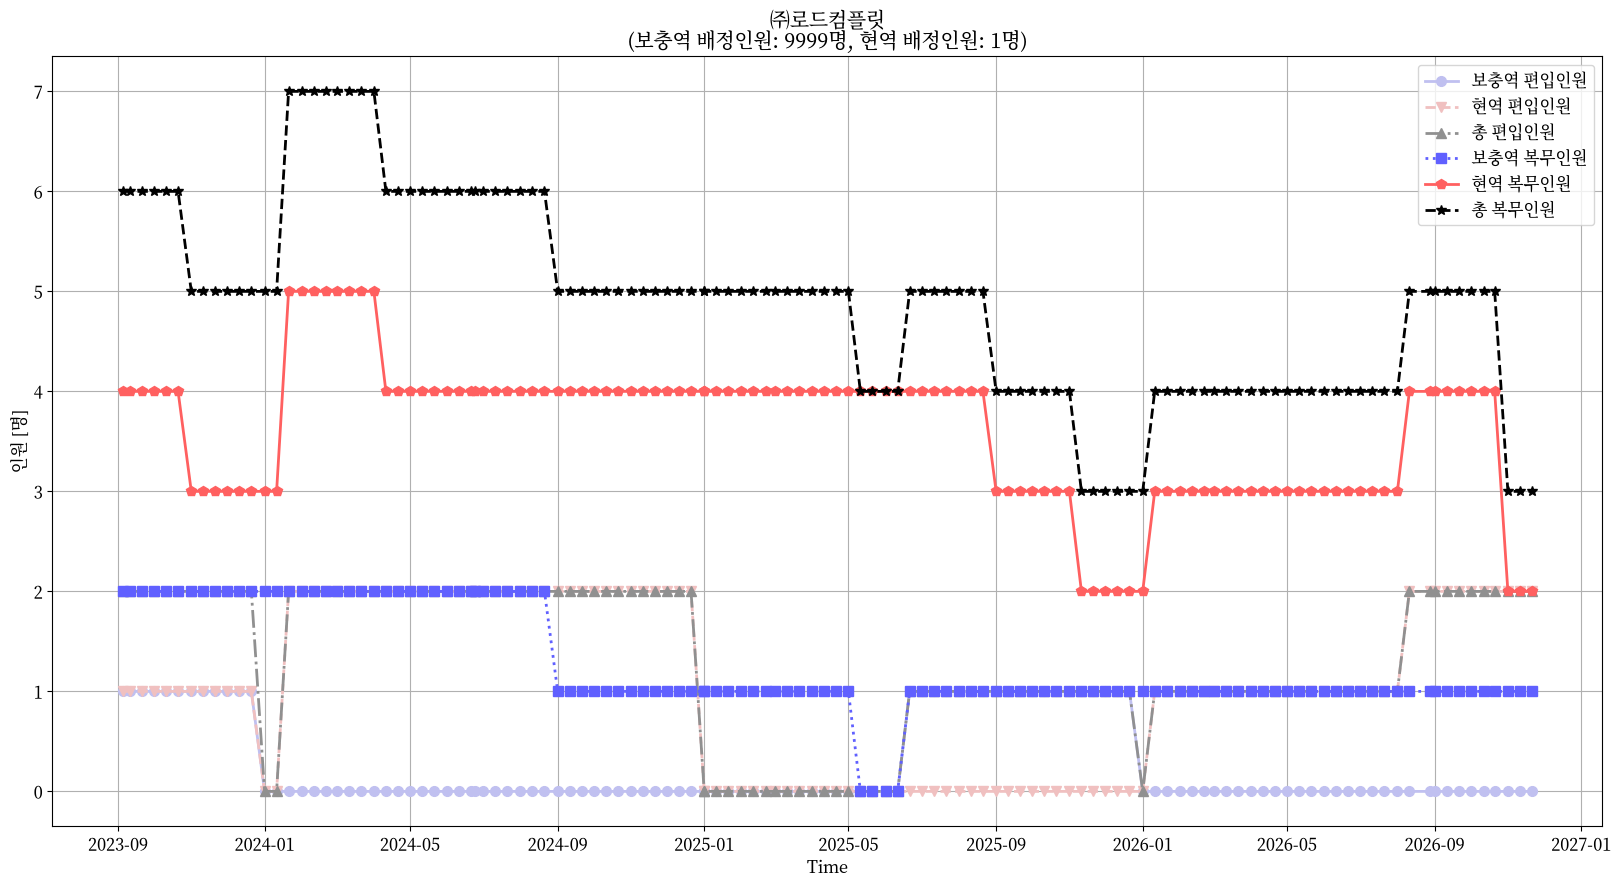 ㈜로드컴플릿
(보충역 배정인원: 9999명, 현역 배정인원: 1명)
보충역 편입인원
현역 편입인원
총 편입인원
보충역 복무인원
현역 복무인원
총 복무인원
인원 [명]
7
6
5
4
3
2
1
0
2023-09
2024-01
2024-05
2024-09
2025-01
2025-05
2025-09
2026-01
2026-05
2026-09
2027-01
Time